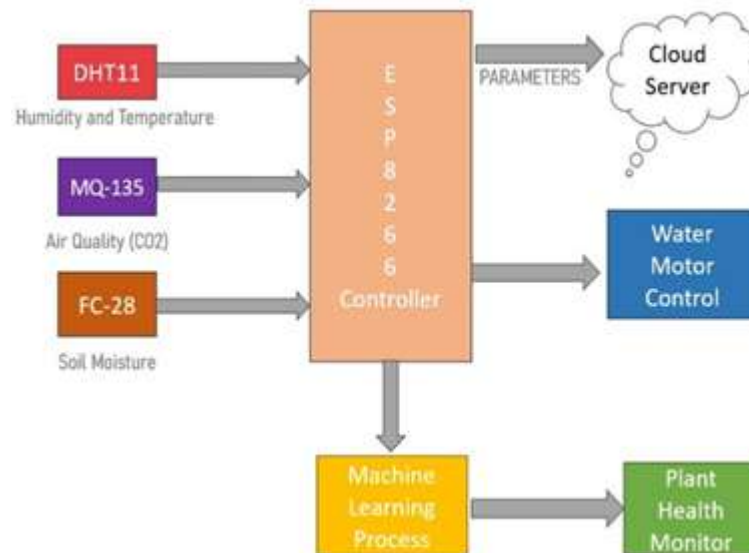 DHT11
Humidity and Temperature
MQ-135
Air Quality (CO2)
FC-28
Soil Moisture
E
S
P
8
2
6
6
Controller
PARAMETERS
Cloud
Server
Water
Motor
Control
Machine
Learning
Process
Plant
Health
Monitor